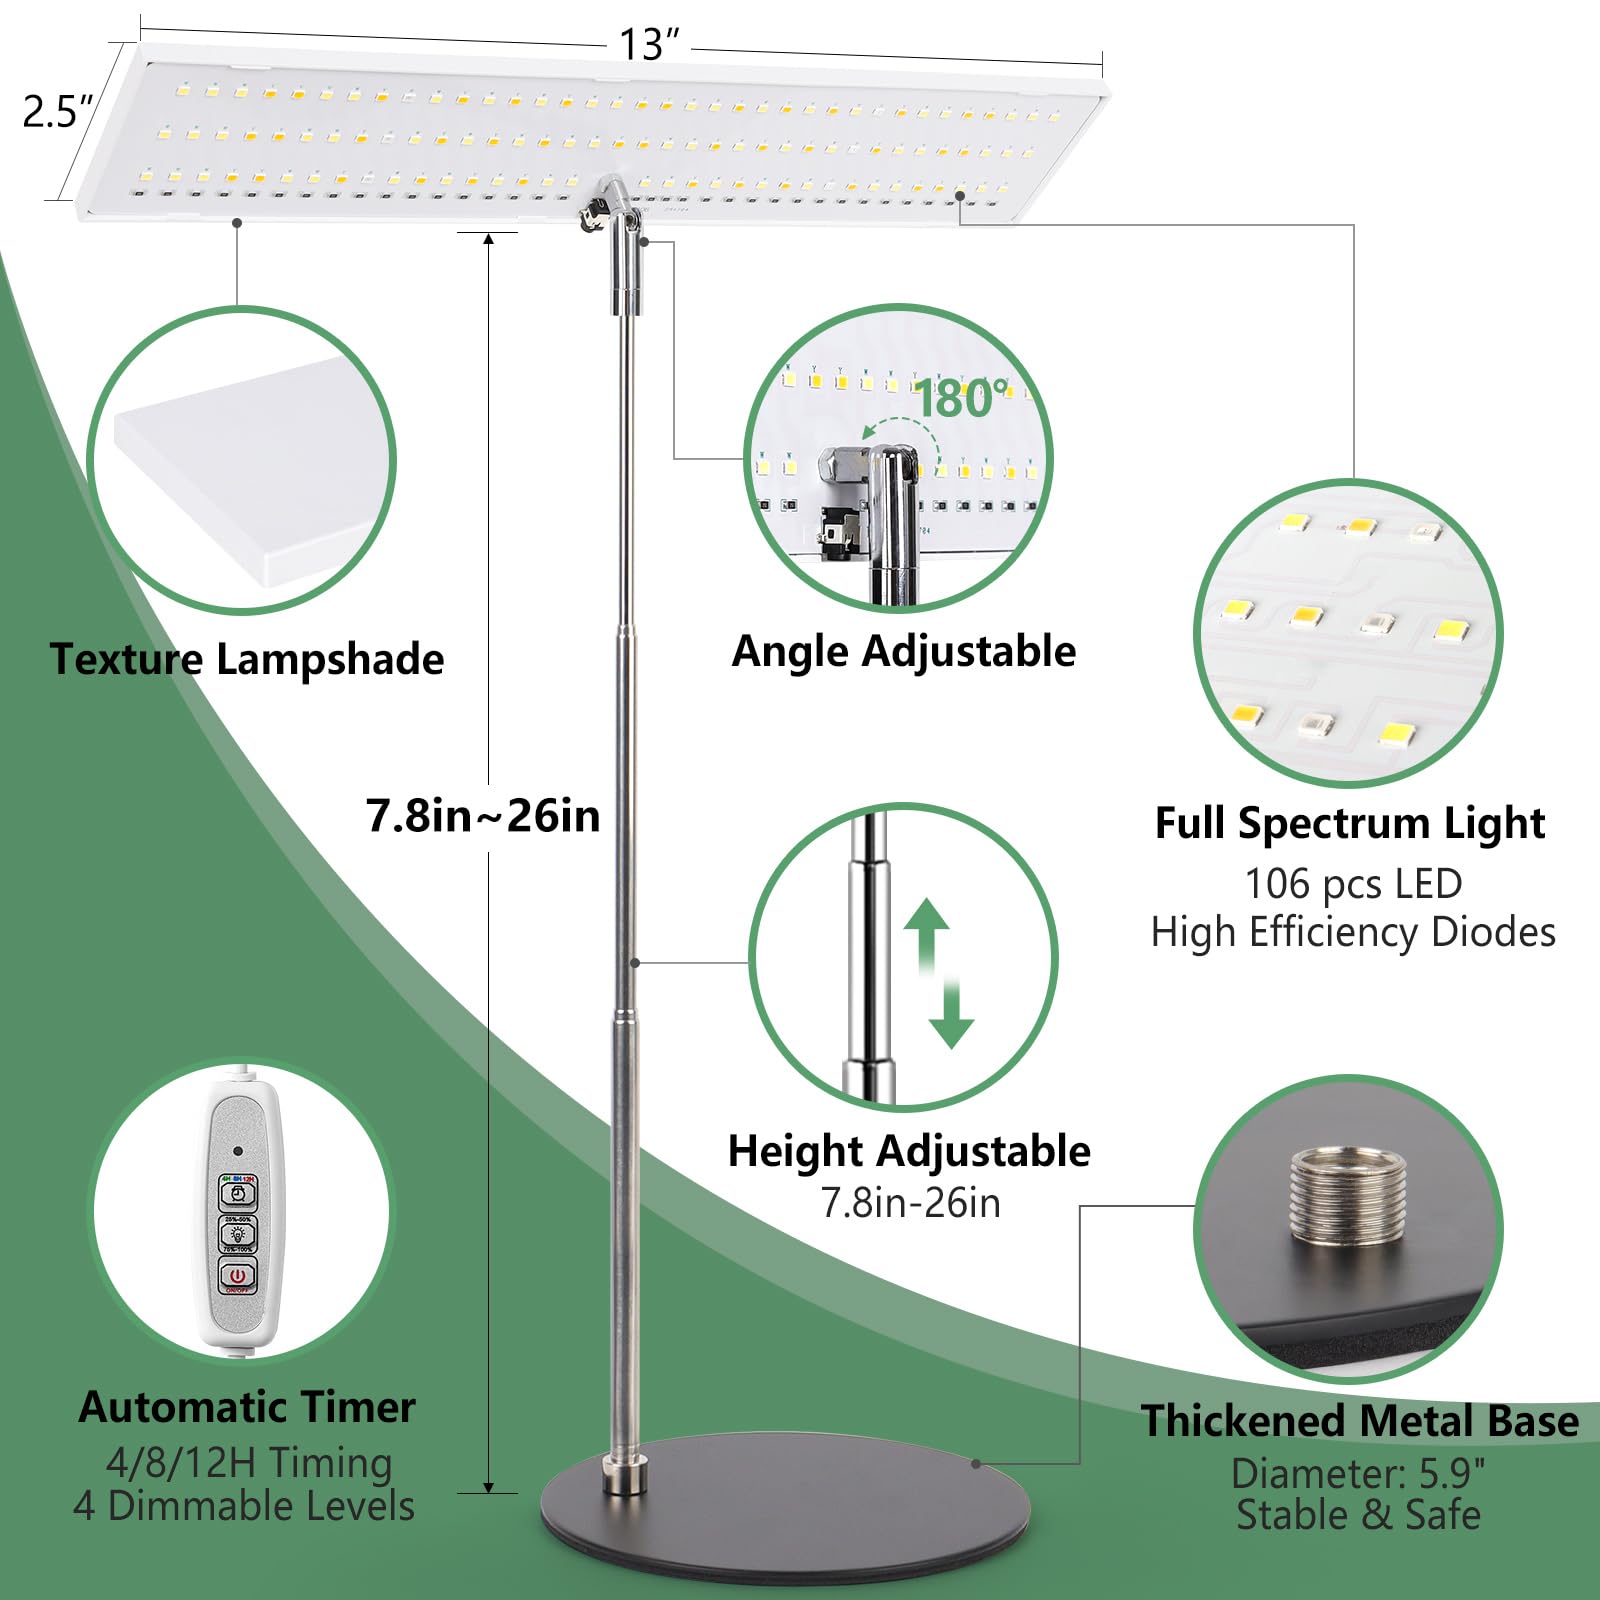 13”
2.5”
180°
Texture Lampshade
Angle Adjustable
7.8in~26in
Full Spectrum Light
106 pcs LED
High Efficiency Diodes
Height Adjustable
7.8in-26in
4H 8H 12H
25%-50%
75%-100%
ON/OFF
Automatic Timer
4/8/12H Timing
4 Dimmable Levels
Thickened Metal Base
Diameter: 5.9"
Stable & Safe